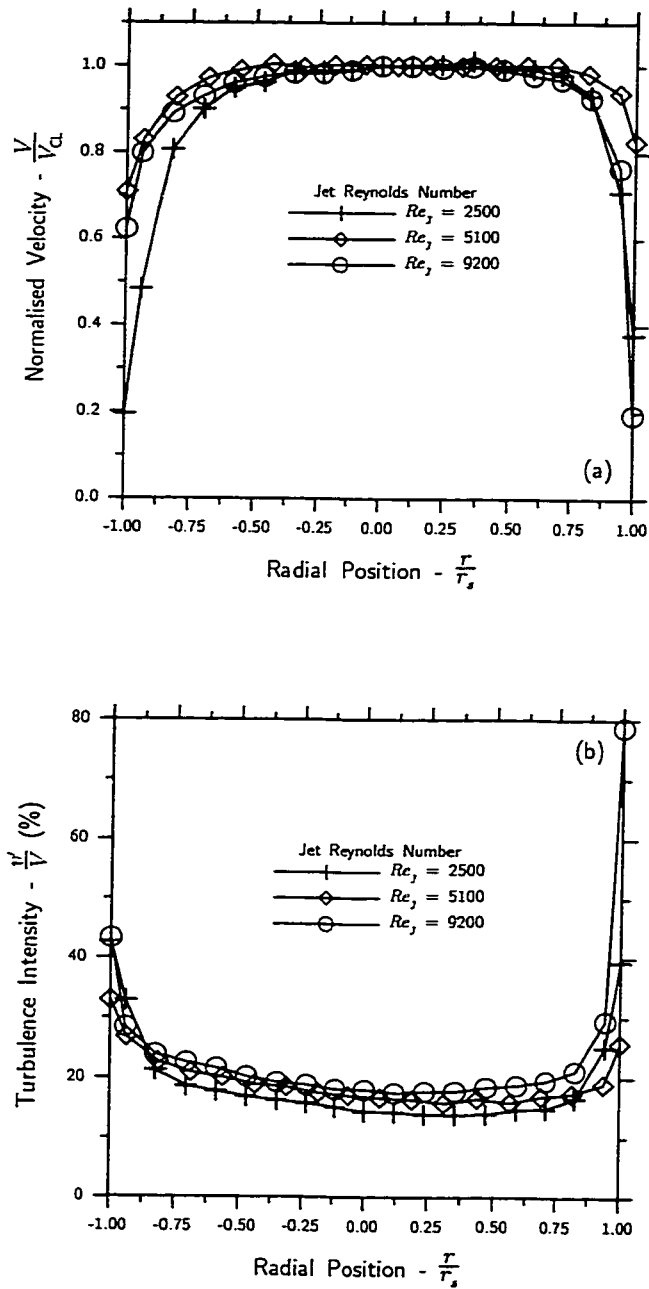 1.0
0.8
0.6
0.4
0.2
0.0
Normalised Velocity - V/V_CL
Jet Reynolds Number
Re_J = 2500
Re_J = 5100
Re_J = 9200
(a)
-1.00 -0.75 -0.50 -0.25 0.00 0.25 0.50 0.75 1.00
Radial Position - r/r_s
80
60
40
20
0
Turbulence Intensity - v'/V (%)
(b)
Jet Reynolds Number
Re_J = 2500
Re_J = 5100
Re_J = 9200
-1.00 -0.75 -0.50 -0.25 0.00 0.25 0.50 0.75 1.00
Radial Position - r/r_s